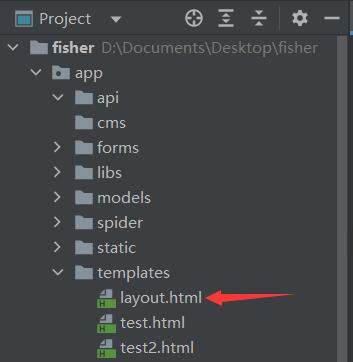 Project
fisher D:\Documents\Desktop\fisher
app
api
cms
forms
libs
models
spider
static
templates
layout.html
test.html
test2.html